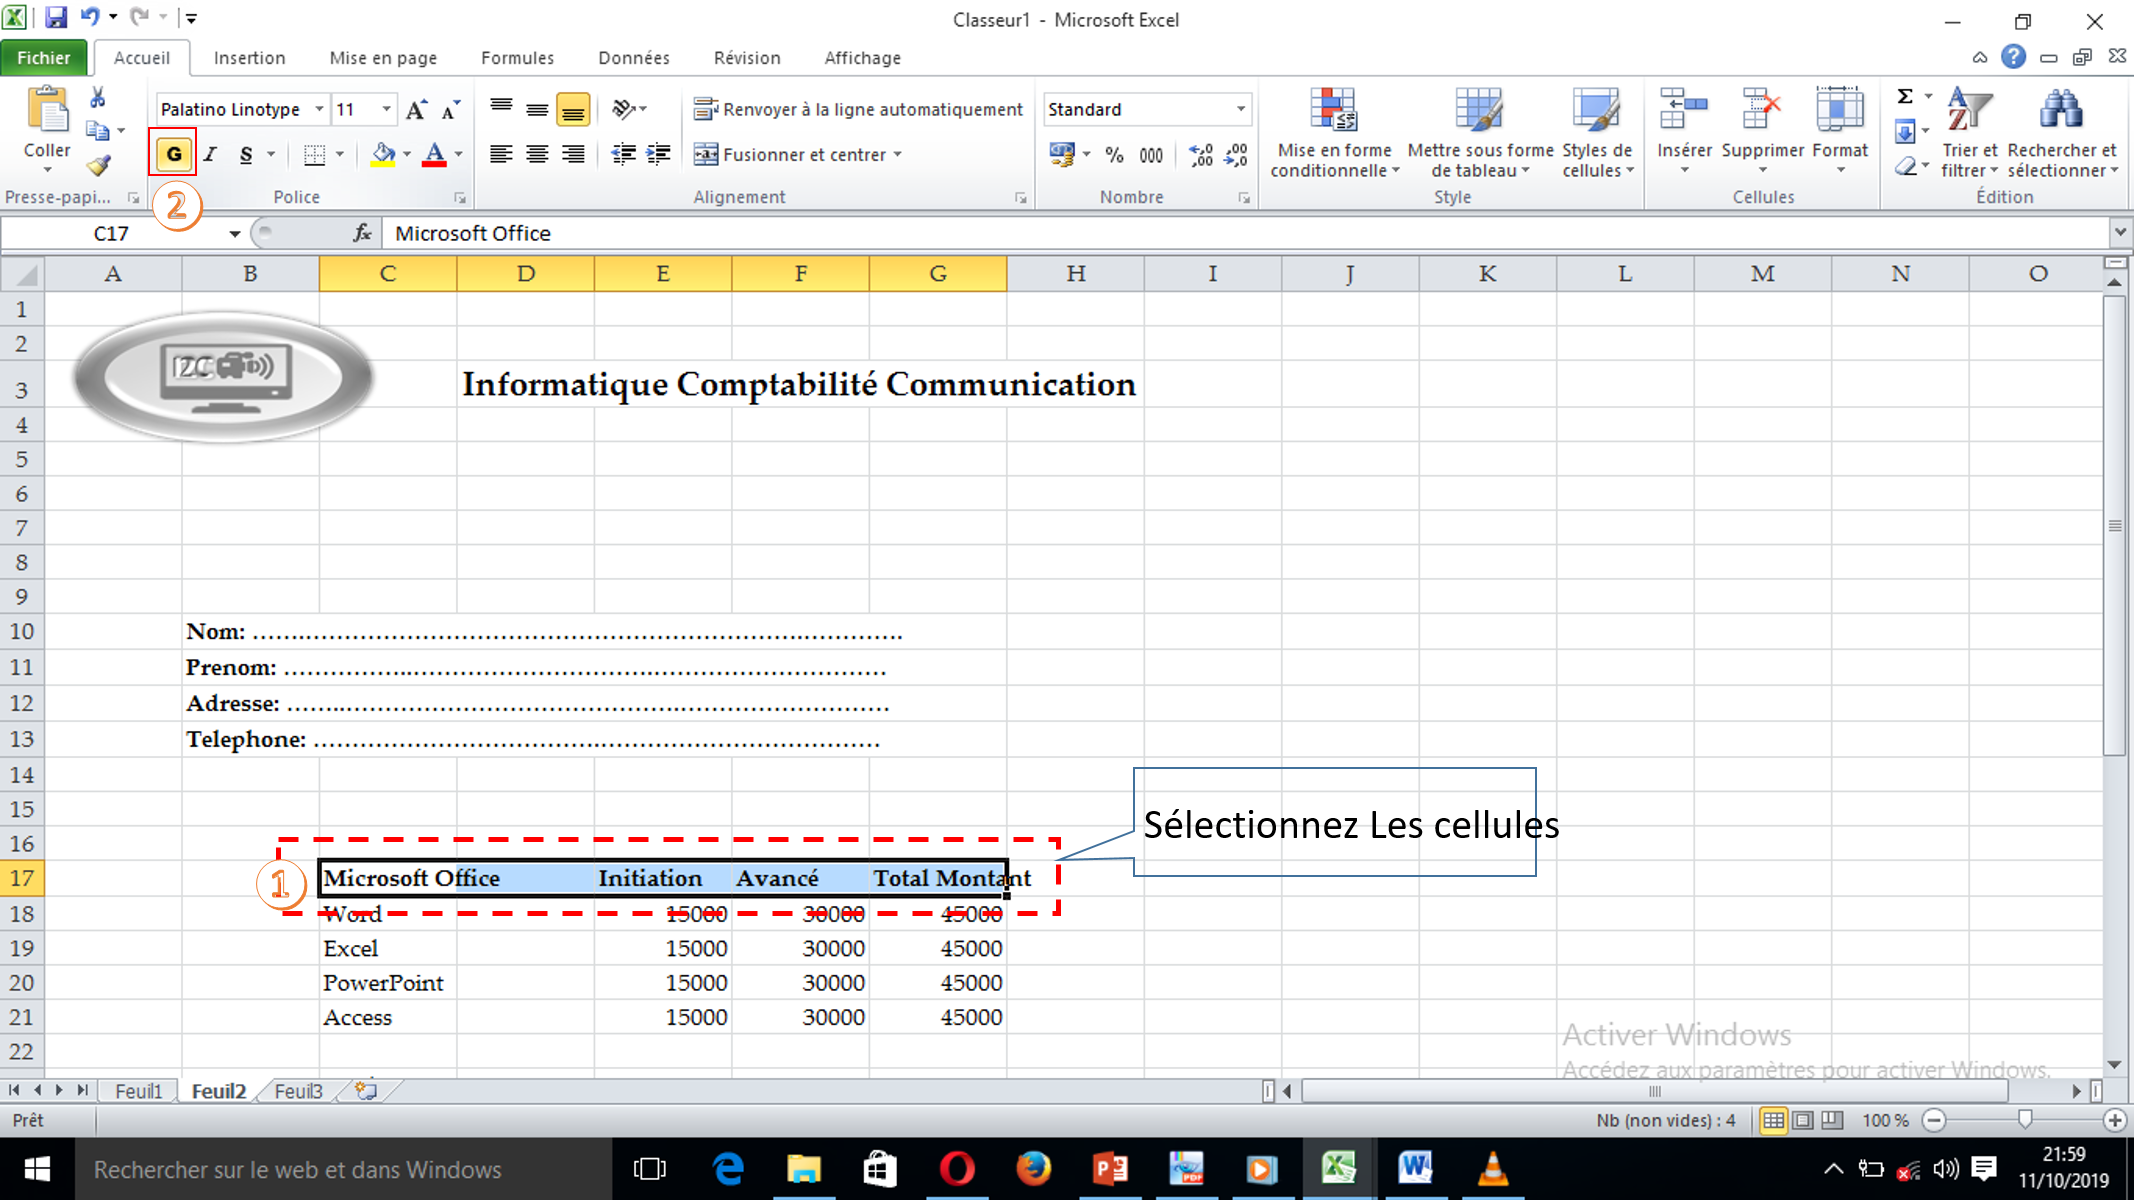 Classeur1 - Microsoft Excel
Fichier Accueil Insertion Mise en page Formules Données Révision Affichage
Coller
Presse-papi...
Palatino Linotype 11
G I S
Police
Renvoyer à la ligne automatiquement
Fusionner et centrer
Alignement
Standard
% 000
Nombre
Mise en forme conditionnelle
Mettre sous forme de tableau
Styles de cellules
Style
Insérer Supprimer Format
Cellules
Σ
Trier et filtrer
Rechercher et sélectionner
Édition
2
C17 fx Microsoft Office
A B C D E F G H I J K L M N O
1
2
I2C
3 Informatique Comptabilité Communication
4
5
6
7
8
9
10 Nom: ……………………………………………………………………….
11 Prenom: …………………………………………………………………
12 Adresse: …………………………………………………………………
13 Telephone: ………………………………………………………………
14
15
Sélectionnez Les cellules
16
1
17 Microsoft Office Initiation Avancé Total Montant
18 Word 15000 30000 45000
19 Excel 15000 30000 45000
20 PowerPoint 15000 30000 45000
21 Access 15000 30000 45000
22
Activer Windows
Accédez aux paramètres pour activer Windows.
Feuil1 Feuil2 Feuil3
Prêt Nb (non vides) : 4 100 %
Rechercher sur le web et dans Windows
21:59
11/10/2019